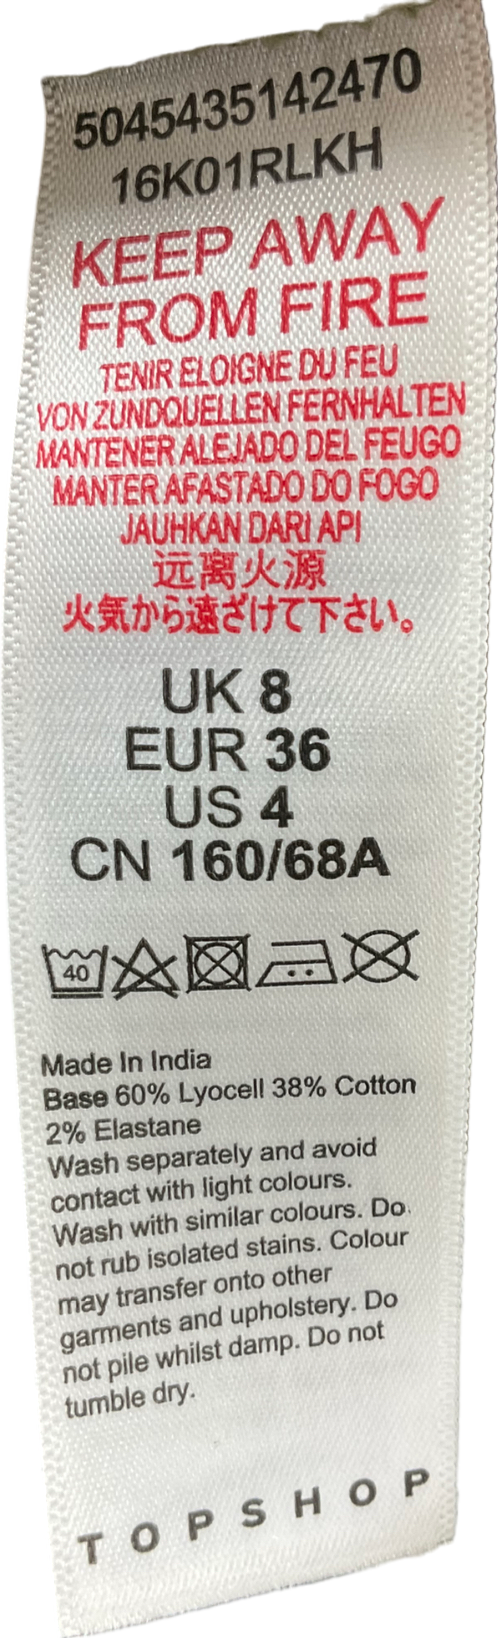 5045435142470
16K01RLKH
KEEP AWAY
FROM FIRE
TENIR ELOIGNE DU FEU
VON ZUNDQUELLEN FERNHALTEN
MANTENER ALEJADO DEL FEUGO
MANTER AFASTADO DO FOGO
JAUHKAN DARI API
远离火源
火気から遠ざけて下さい。
UK 8
EUR 36
US 4
CN 160/68A
40
Made In India
Base 60% Lyocell 38% Cotton
2% Elastane
Wash separately and avoid
contact with light colours.
Wash with similar colours. Do
not rub isolated stains. Colour
may transfer onto other
garments and upholstery. Do
not pile whilst damp. Do not
tumble dry.
TOPSHOP